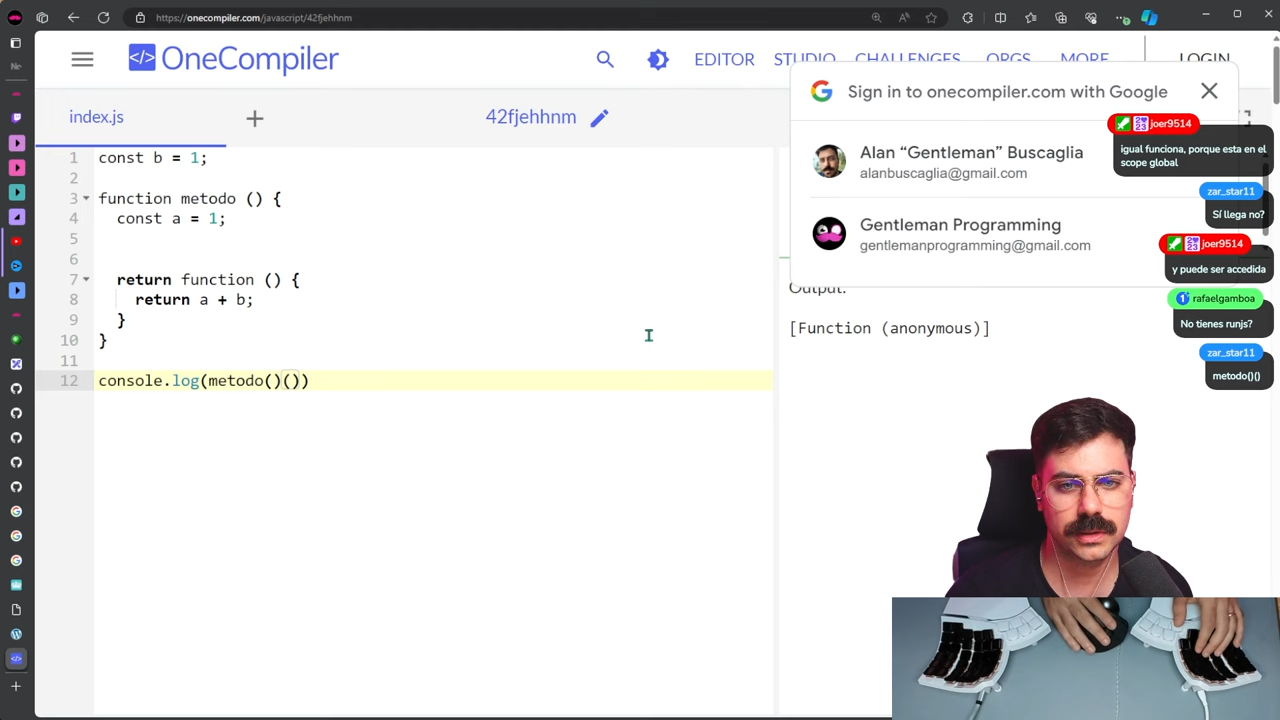 https://onecompiler.com/javascript/42fjehhnm
OneCompiler
EDITOR STUDIO CHALLENGES ORGS MORE LOGIN
index.js
42fjehhnm
1 const b = 1;
2
3 function metodo () {
4 const a = 1;
5
6
7 return function () {
8 return a + b;
9 }
10 }
11
12 console.log(metodo()())
Sign in to onecompiler.com with Google
Alan “Gentleman” Buscaglia
alanbuscaglia@gmail.com
Gentleman Programming
gentlemanprogramming@gmail.com
Output:
[Function (anonymous)]
joer9514
igual funciona, porque esta en el
scope global
zar_star11
Sí llega no?
joer9514
y puede ser accedida
rafaelgamboa
No tienes runjs?
zar_star11
metodo()()